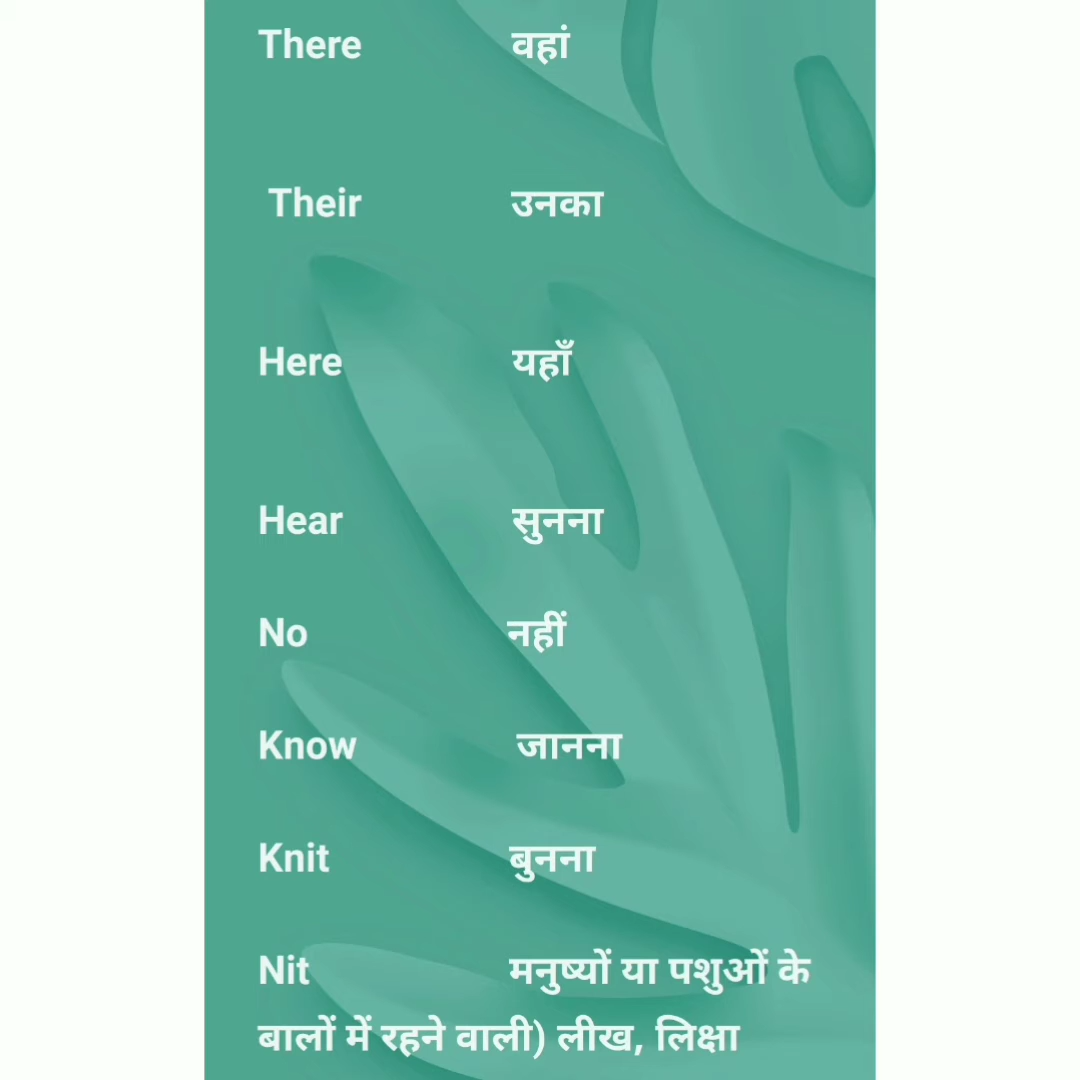 There वहां
Their उनका
Here यहाँ
Hear सुनना
No नहीं
Know जानना
Knit बुनना
Nit मनुष्यों या पशुओं के
बालों में रहने वाली) लीख, लिक्षा